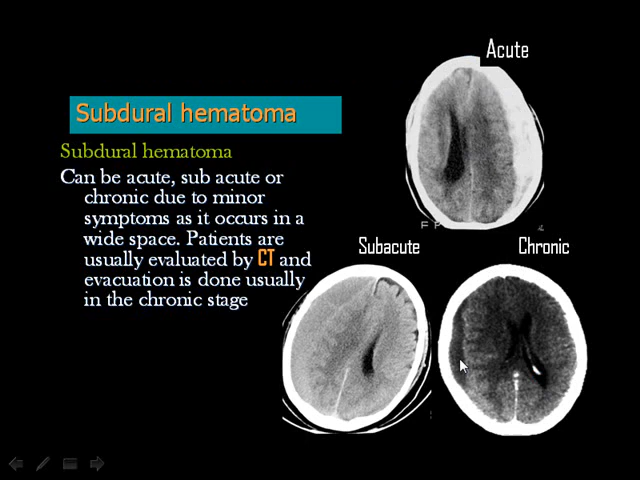 Acute
Subdural hematoma
Subdural hematoma
Can be acute, sub acute or
chronic due to minor
symptoms as it occurs in a
wide space. Patients are
usually evaluated by CT and
evacuation is done usually
in the chronic stage
Subacute
Chronic